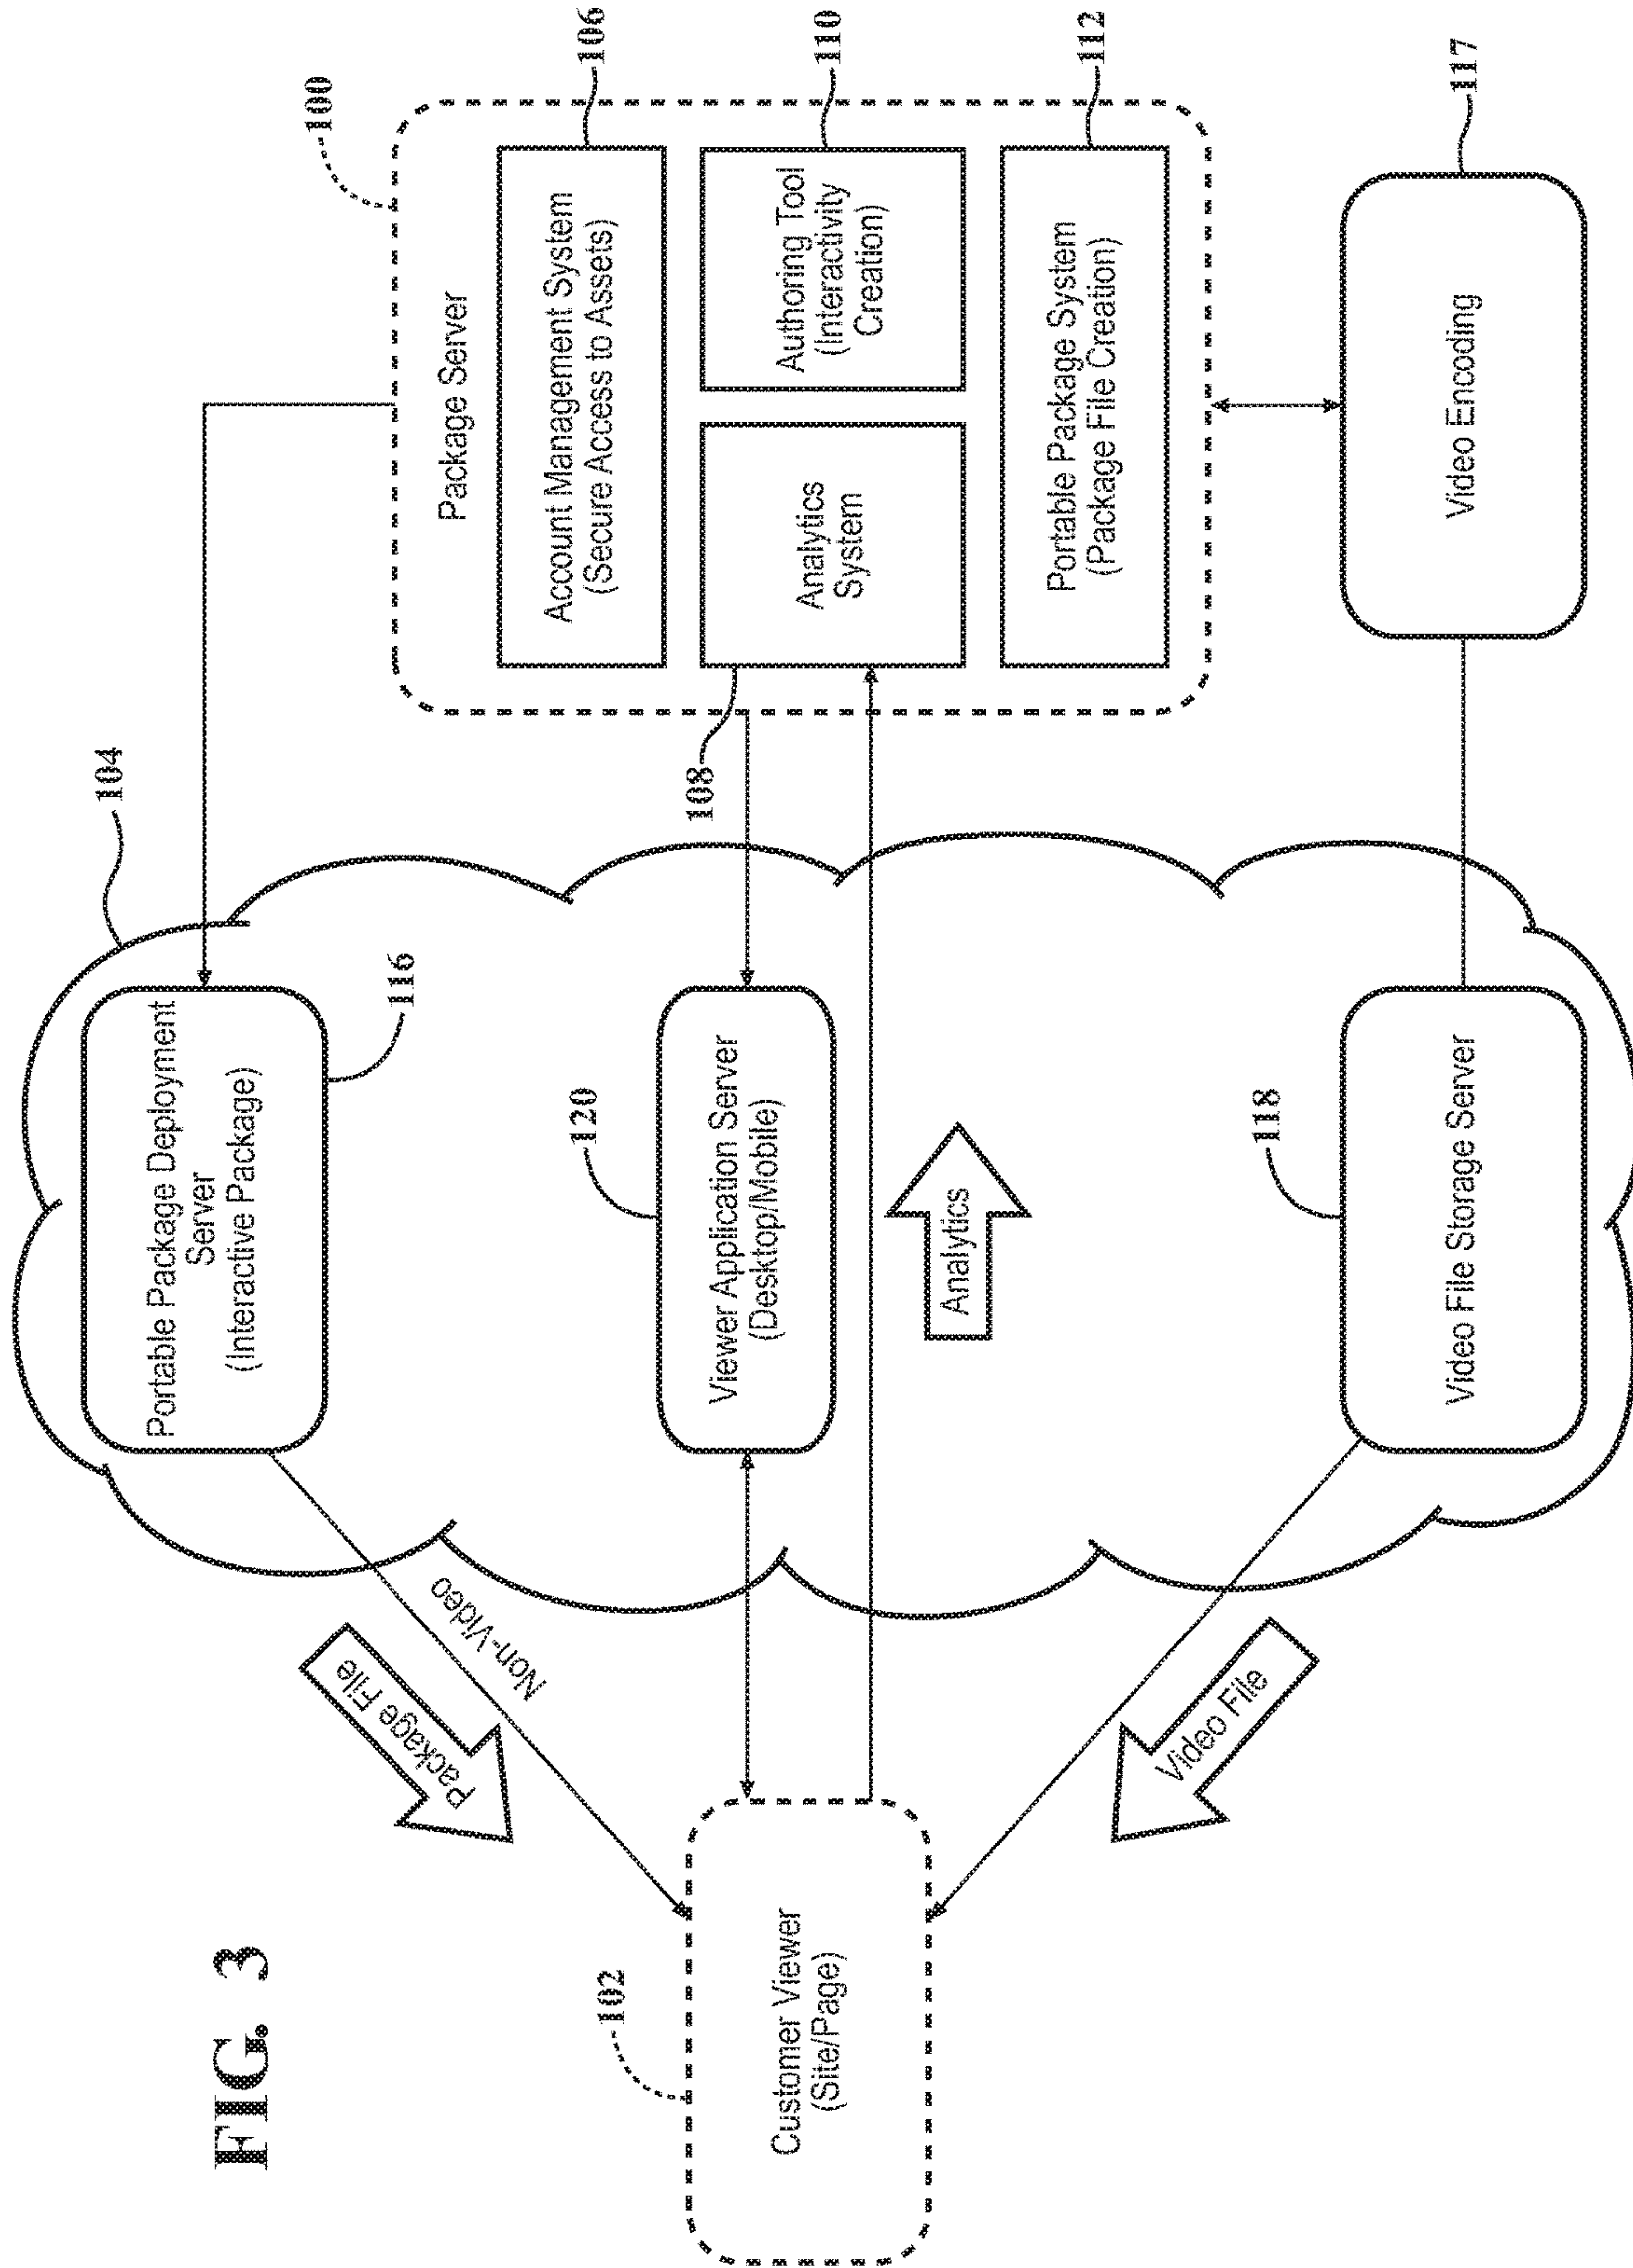 FIG. 3
100
Package Server
106
Account Management System
(Secure Access to Assets)
108
Analytics
System
110
Authoring Tool
(Interactivity
Creation)
112
Portable Package System
(Package File Creation)
117
Video Encoding
104
Portable Package Deployment
Server
(Interactive Package)
116
120
Viewer Application Server
(Desktop/Mobile)
Analytics
118
Video File Storage Server
Package File
Non-Video
Video File
102
Customer Viewer
(Site/Page)